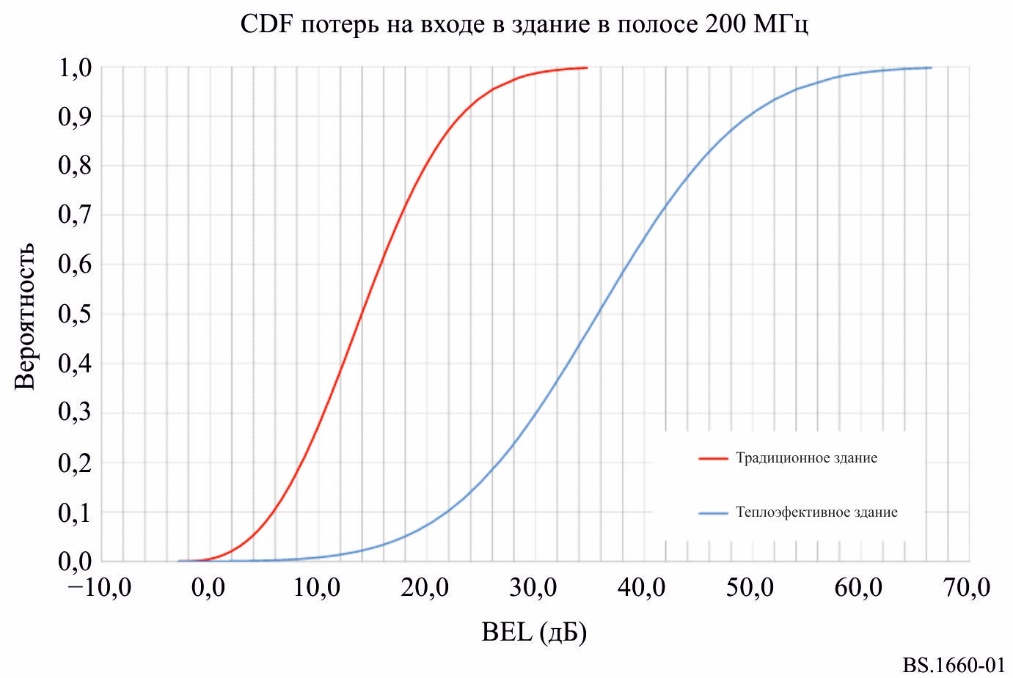 CDF потерь на входе в здание в полосе 200 МГц
1,0
0,9
0,8
0,7
0,6
0,5
0,4
0,3
0,2
0,1
0,0
Вероятность
Традиционное здание
Теплоэфективное здание
−10,0 0,0 10,0 20,0 30,0 40,0 50,0 60,0 70,0
BEL (дБ)
BS.1660-01